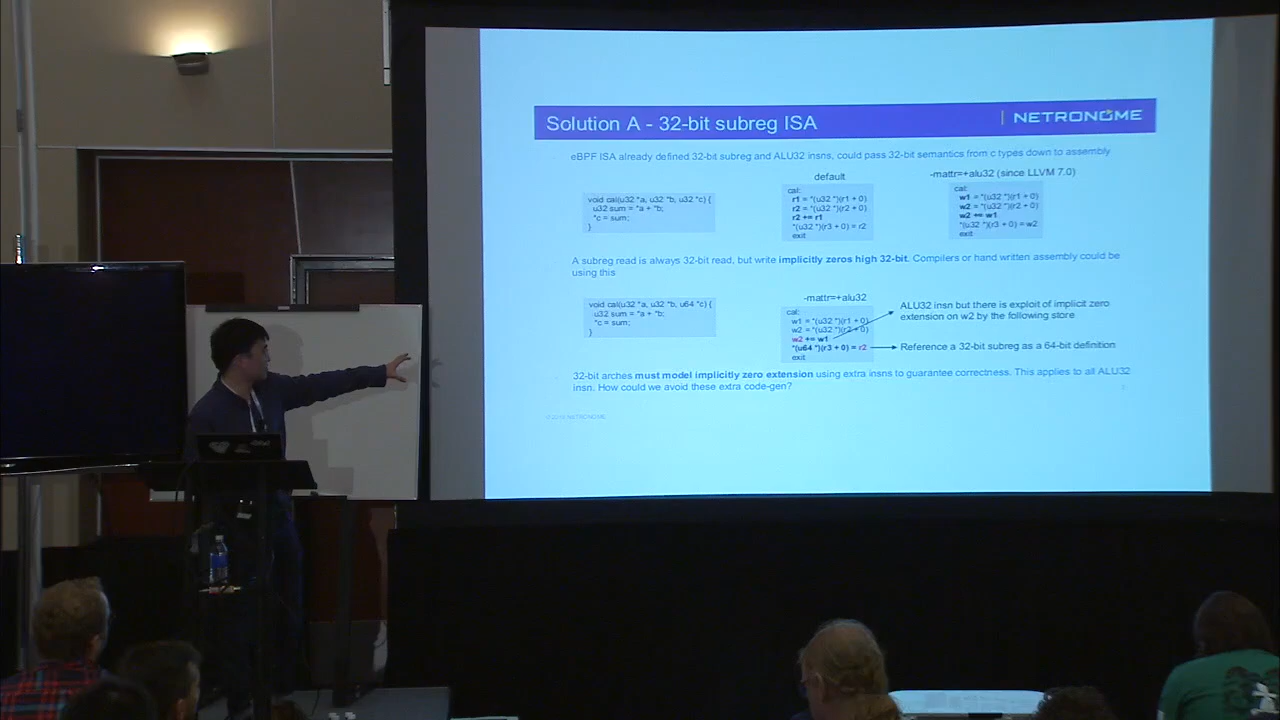 Solution A - 32-bit subreg ISA
NETRONOME
eBPF ISA already defined 32-bit subreg and ALU32 insns, could pass 32-bit semantics from c types down to assembly
default
-mattr=+alu32 (since LLVM 7.0)
void cal(u32 *a, u32 *b, u32 *c) {
u32 sum = *a + *b;
*c = sum;
}
cal:
r1 = *(u32 *)(r1 + 0)
r2 = *(u32 *)(r2 + 0)
r2 += r1
*(u32 *)(r3 + 0) = r2
exit
cal:
w1 = *(u32 *)(r1 + 0)
w2 = *(u32 *)(r2 + 0)
w2 += w1
*(u32 *)(r3 + 0) = w2
exit
A subreg read is always 32-bit read, but write implicitly zeros high 32-bit. Compilers or hand written assembly could be
using this
-mattr=+alu32
void cal(u32 *a, u32 *b, u64 *c) {
u32 sum = *a + *b;
*c = sum;
}
cal:
w1 = *(u32 *)(r1 + 0)
w2 = *(u32 *)(r2 + 0)
w2 += w1
*(u64 *)(r3 + 0) = r2
exit
ALU32 insn but there is exploit of implicit zero
extension on w2 by the following store
Reference a 32-bit subreg as a 64-bit definition
32-bit arches must model implicitly zero extension using extra insns to guarantee correctness. This applies to all ALU32
insn. How could we avoid these extra code-gen?
NETRONOME